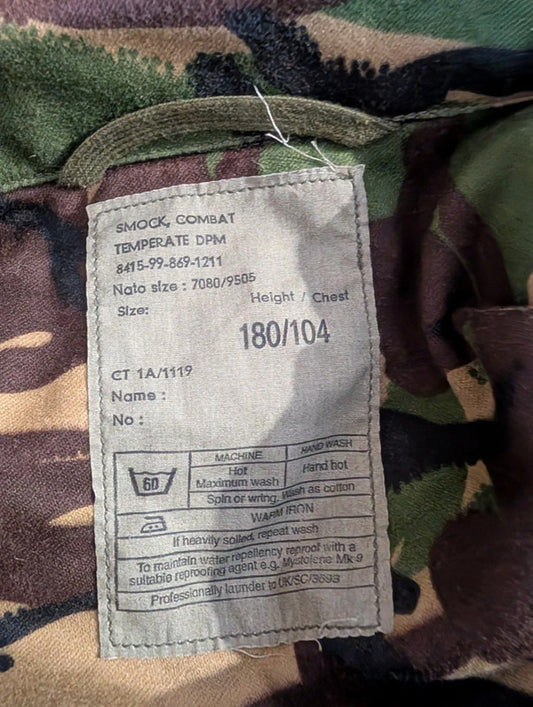 SMOCK, COMBAT
TEMPERATE DPM
8415-99-869-1211
Nato size : 7080/9505
Size:
Height / Chest
180/104
CT 1A/1119
Name :
No :
60
MACHINE
HAND WASH
Hot
Maximum wash
Hand hot
Spin or wring. Wash as cotton
WARM IRON
If heavily soiled, repeat wash
To maintain water repellency reproof with a
suitable reproofing agent e.g. Mystolene Mk 9
Professionally launder to UK/SC/3693